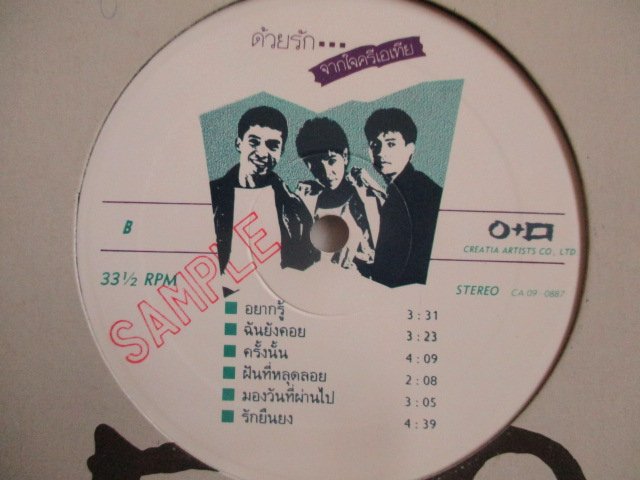 ด้วยรัก...
จากใจครีเอเทีย
B
CREATIA ARTISTS CO., LTD
33 1/2 RPM
SAMPLE
STEREO CA.09-0887
อยากรู้ 3:31
ฉันยังคอย 3:23
ครั้งนั้น 4:09
ฝันที่หลุดลอย 2:08
มองวันที่ผ่านไป 3:05
รักยืนยง 4:39